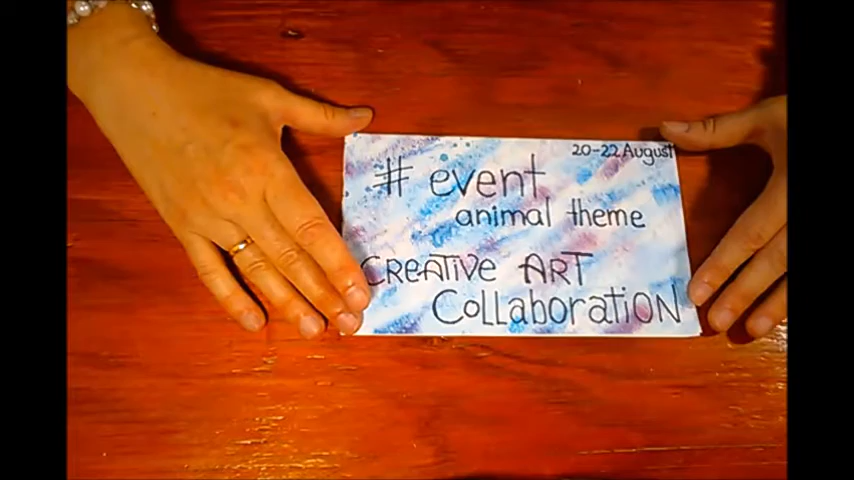 20-22 August
# event
animal theme
CREATIVE ART
COLLABORATION